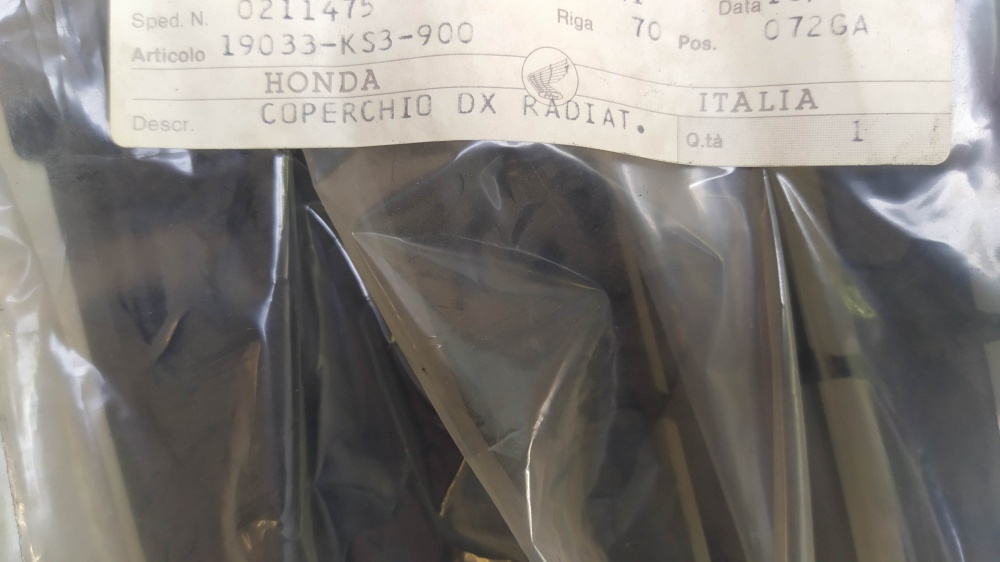 Sped. N. 0211475 Riga 70 Data
Articolo 19033-KS3-900 Pos. 072GA
HONDA ITALIA
Descr. COPERCHIO DX RADIAT. Q.tà 1